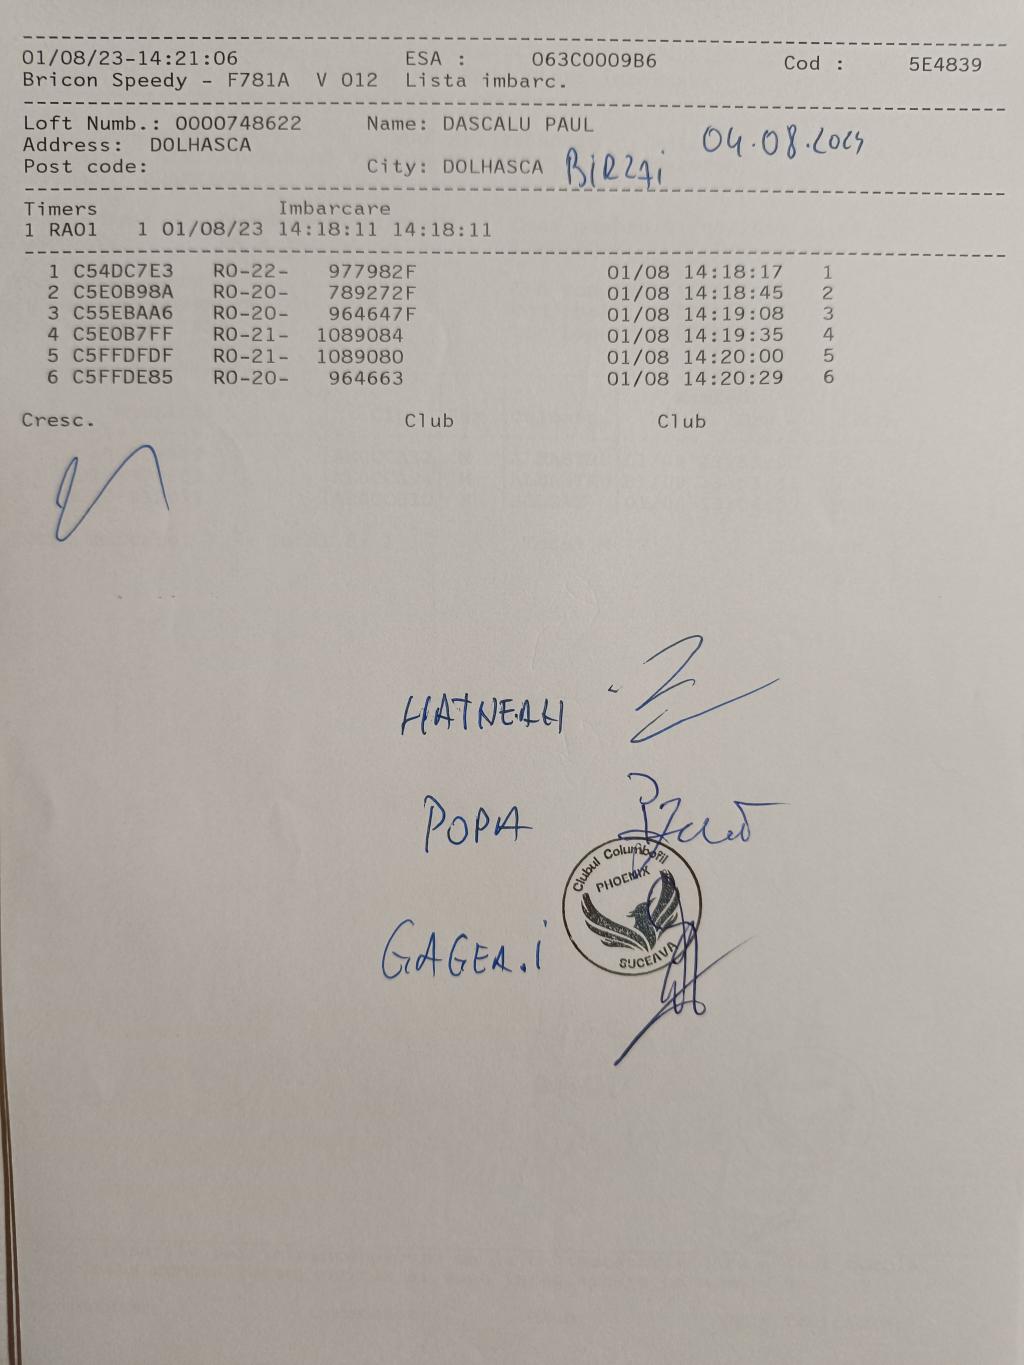 01/08/23-14:21:06 ESA : 063C0009B6 Cod : 5E4839
Bricon Speedy - F781A V 012 Lista imbarc.
Loft Numb.: 0000748622 Name: DASCALU PAUL
Address: DOLHASCA 04.08.2023
Post code: City: DOLHASCA BIRZAi
Timers Imbarcare
1 RA01 1 01/08/23 14:18:11 14:18:11
1 C54DC7E3 RO-22- 977982F 01/08 14:18:17 1
2 C5E0B98A RO-20- 789272F 01/08 14:18:45 2
3 C55EBAA6 RO-20- 964647F 01/08 14:19:08 3
4 C5E0B7FF RO-21- 1089084 01/08 14:19:35 4
5 C5FFDFDF RO-21- 1089080 01/08 14:20:00 5
6 C5FFDE85 RO-20- 964663 01/08 14:20:29 6
Cresc. Club Club
POPA
Clubul Columbofil
PHOENIX
GAGEA.i
SUCEAVA